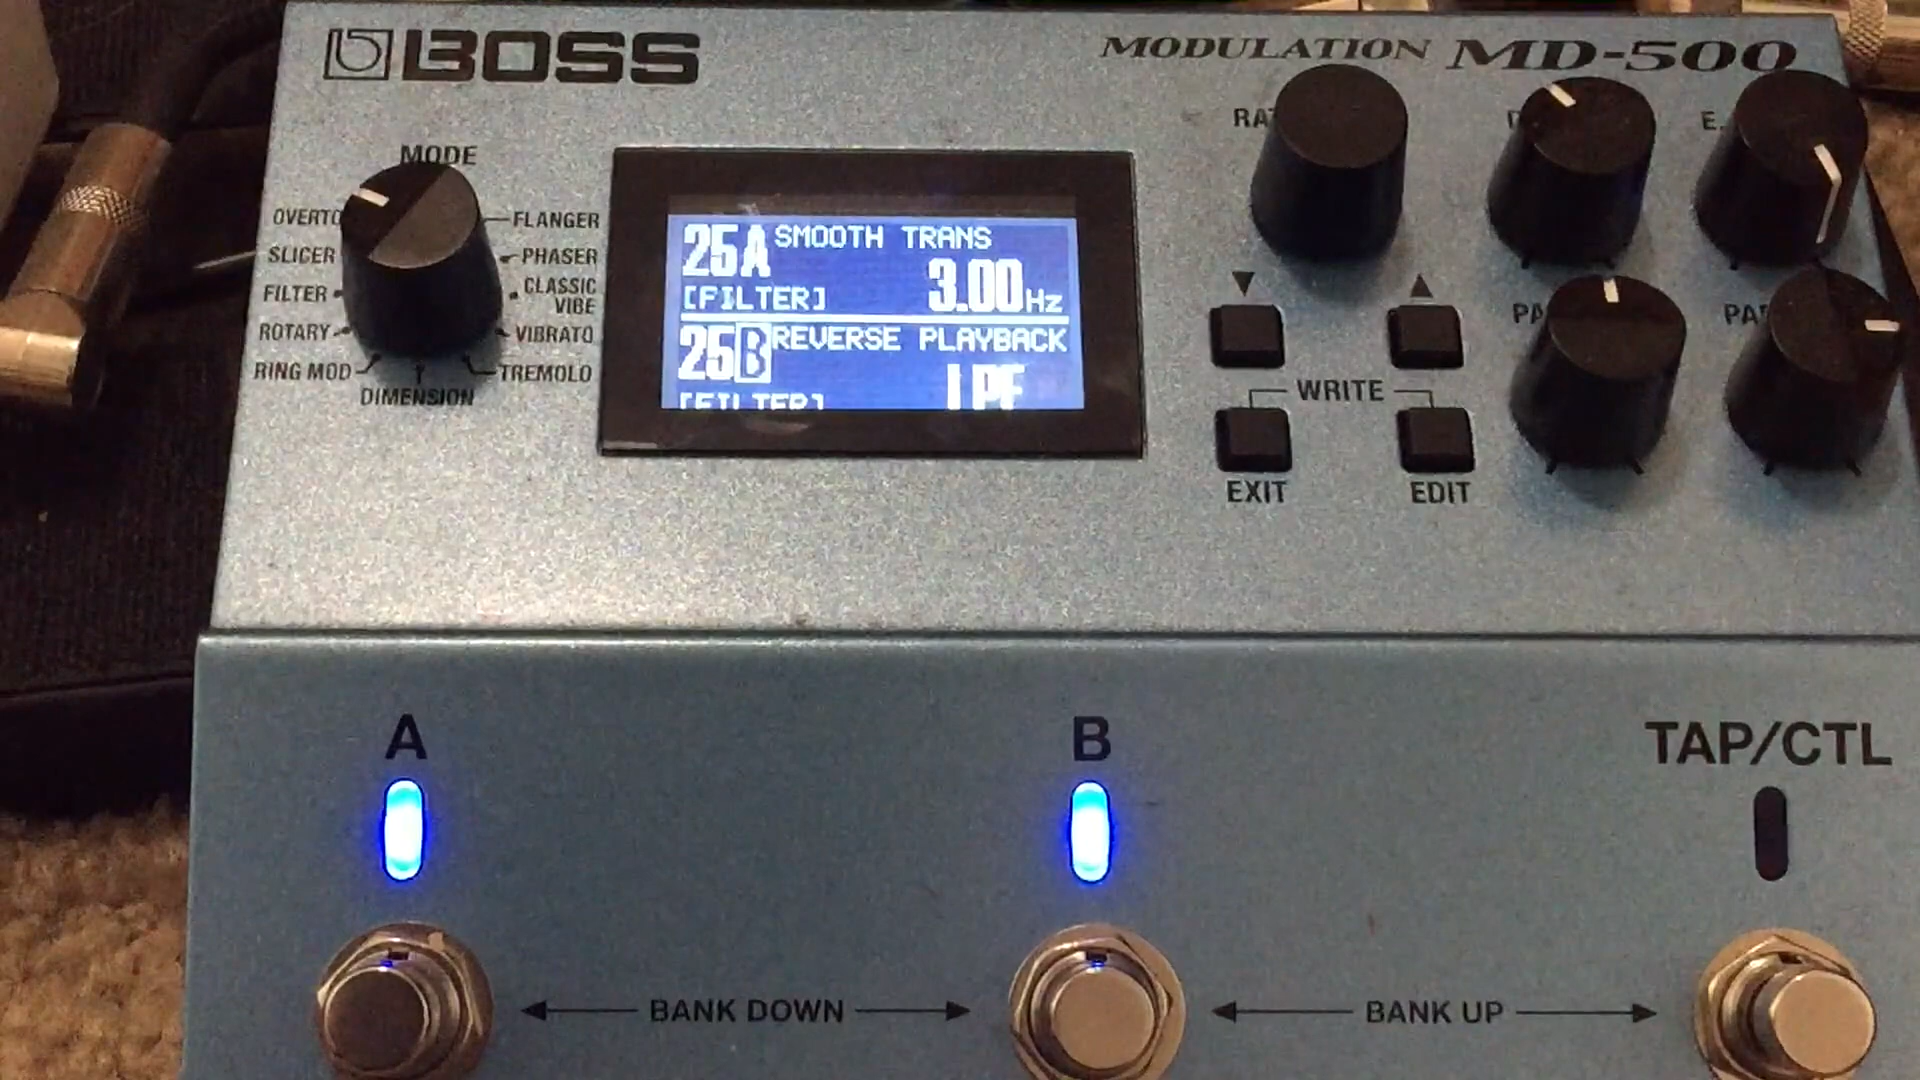 BOSS
MODULATION MD-500
MODE
OVERTO
SLICER
FILTER
ROTARY
RING MOD
DIMENSION
FLANGER
PHASER
CLASSIC
VIBE
VIBRATO
TREMOLO
25A SMOOTH TRANS
[FILTER] 3.00Hz
25B REVERSE PLAYBACK
[FILTER] LPF
RA
E.
PA
PA
WRITE
EXIT
EDIT
A
B
TAP/CTL
BANK DOWN
BANK UP